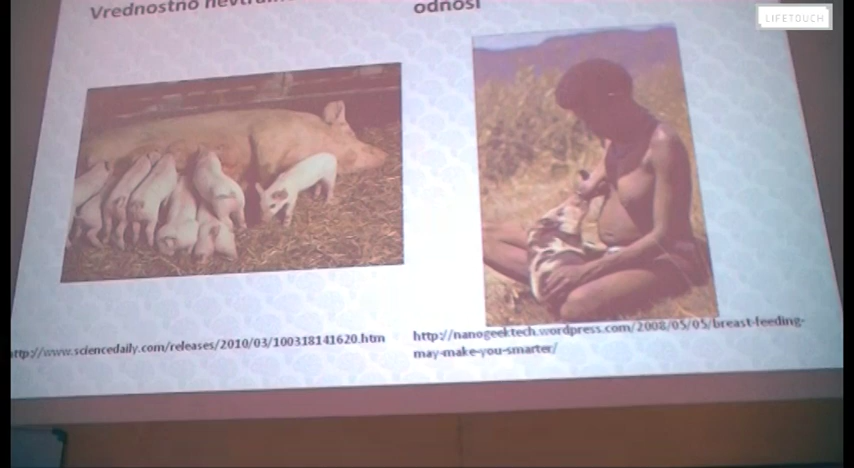 LIFETOUCH
Vrednostno
odnosi
http://www.sciencedaily.com/releases/2010/03/100318141620.htm
http://nanogeektech.wordpress.com/2008/05/05/breast-feeding-
may-make-you-smarter/